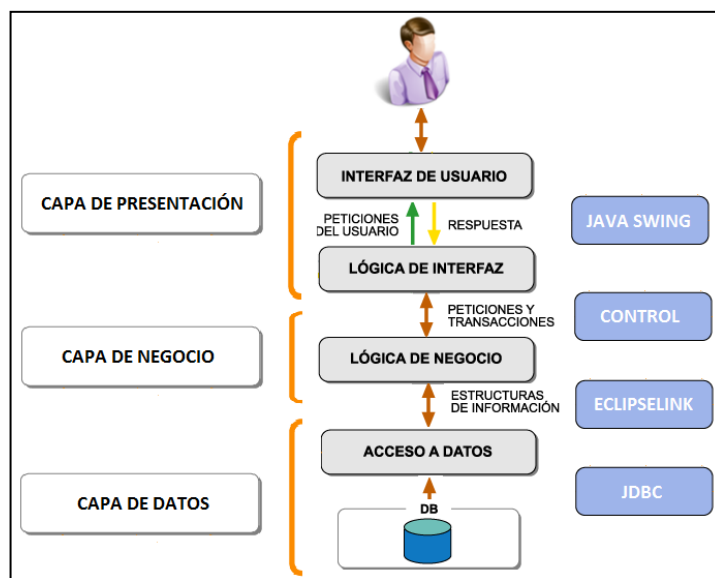 INTERFAZ DE USUARIO
CAPA DE PRESENTACIÓN
PETICIONES
DEL USUARIO
RESPUESTA
JAVA SWING
LÓGICA DE INTERFAZ
PETICIONES Y
TRANSACCIONES
CONTROL
CAPA DE NEGOCIO
LÓGICA DE NEGOCIO
ESTRUCTURAS
DE INFORMACIÓN
ECLIPSELINK
ACCESO A DATOS
JDBC
CAPA DE DATOS
DB